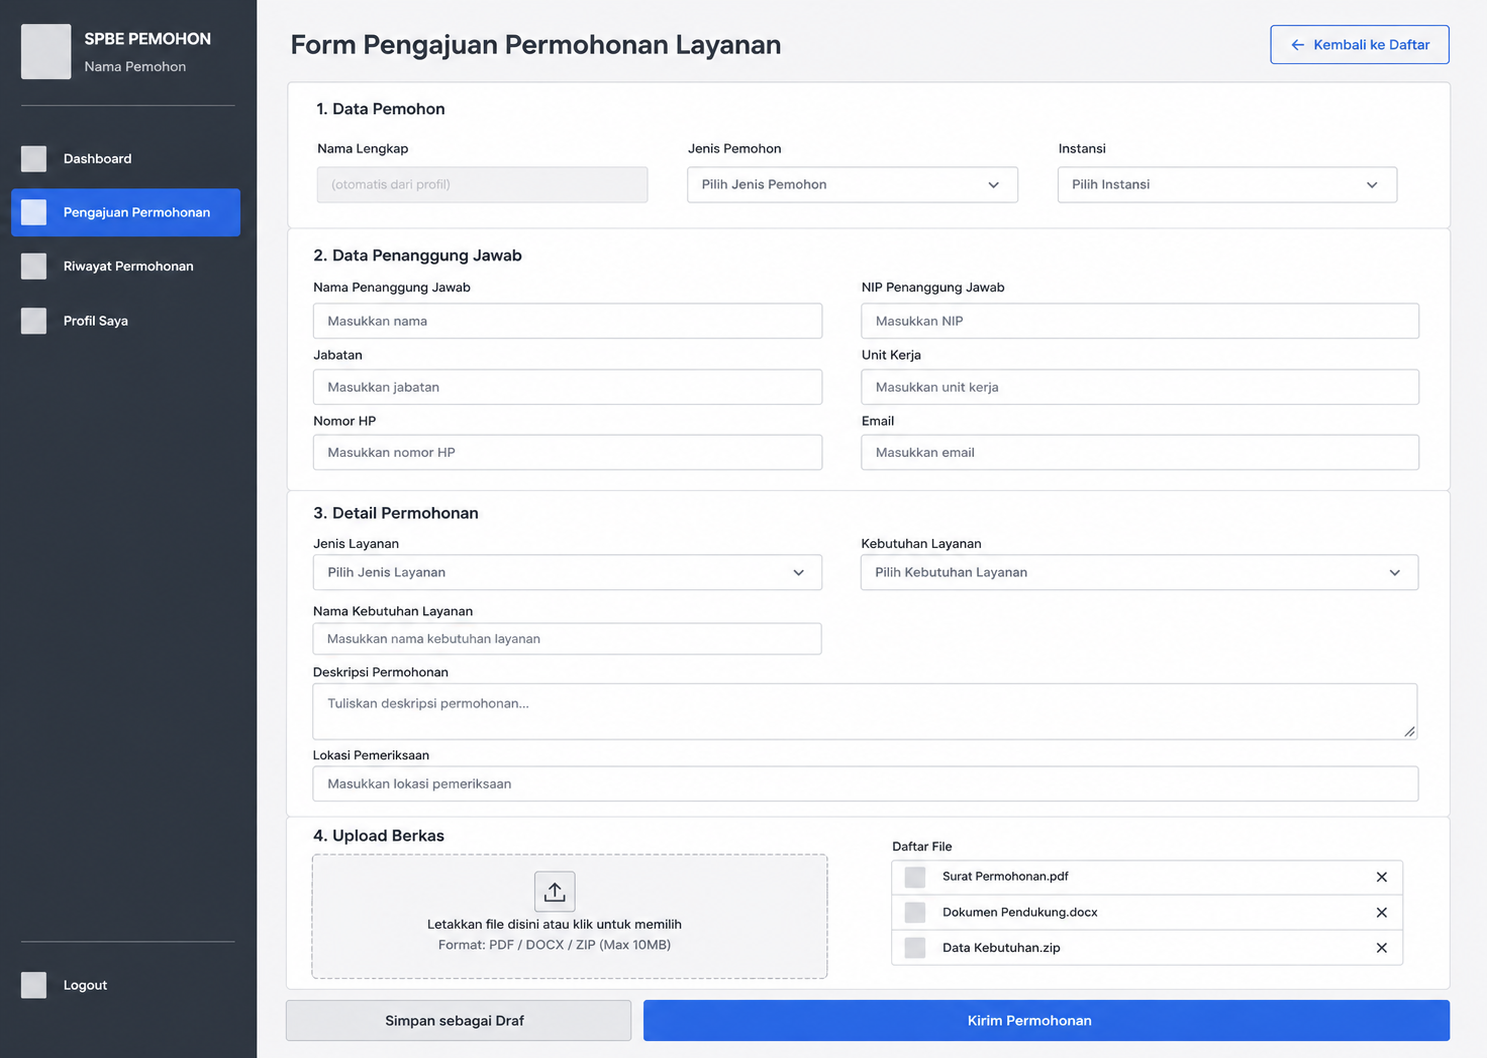 SPBE PEMOHON
Nama Pemohon
Dashboard
Pengajuan Permohonan
Riwayat Permohonan
Profil Saya
Logout
Form Pengajuan Permohonan Layanan
← Kembali ke Daftar
1. Data Pemohon
Nama Lengkap
(otomatis dari profil)
Jenis Pemohon
Pilih Jenis Pemohon
Instansi
Pilih Instansi
2. Data Penanggung Jawab
Nama Penanggung Jawab
Masukkan nama
NIP Penanggung Jawab
Masukkan NIP
Jabatan
Masukkan jabatan
Unit Kerja
Masukkan unit kerja
Nomor HP
Masukkan nomor HP
Email
Masukkan email
3. Detail Permohonan
Jenis Layanan
Pilih Jenis Layanan
Kebutuhan Layanan
Pilih Kebutuhan Layanan
Nama Kebutuhan Layanan
Masukkan nama kebutuhan layanan
Deskripsi Permohonan
Tuliskan deskripsi permohonan...
Lokasi Pemeriksaan
Masukkan lokasi pemeriksaan
4. Upload Berkas
Letakkan file disini atau klik untuk memilih
Format: PDF / DOCX / ZIP (Max 10MB)
Daftar File
Surat Permohonan.pdf
Dokumen Pendukung.docx
Data Kebutuhan.zip
Simpan sebagai Draf
Kirim Permohonan